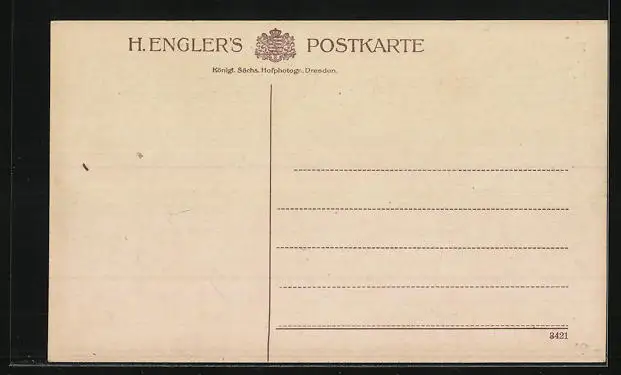 H. ENGLER'S POSTKARTE
Königl. Sächs. Hofphotogr. Dresden.
3421